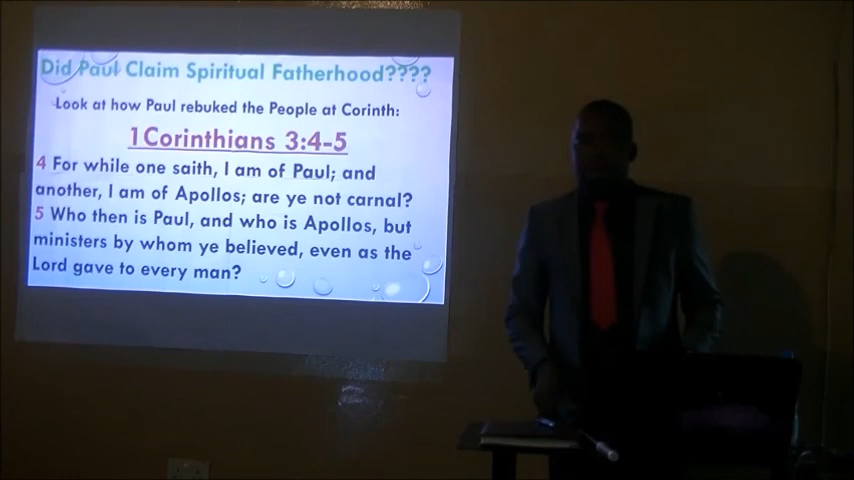 Did Paul Claim Spiritual Fatherhood????
Look at how Paul rebuked the People at Corinth:
1Corinthians 3:4-5
4 For while one saith, I am of Paul; and
another, I am of Apollos; are ye not carnal?
5 Who then is Paul, and who is Apollos, but
ministers by whom ye believed, even as the
Lord gave to every man?